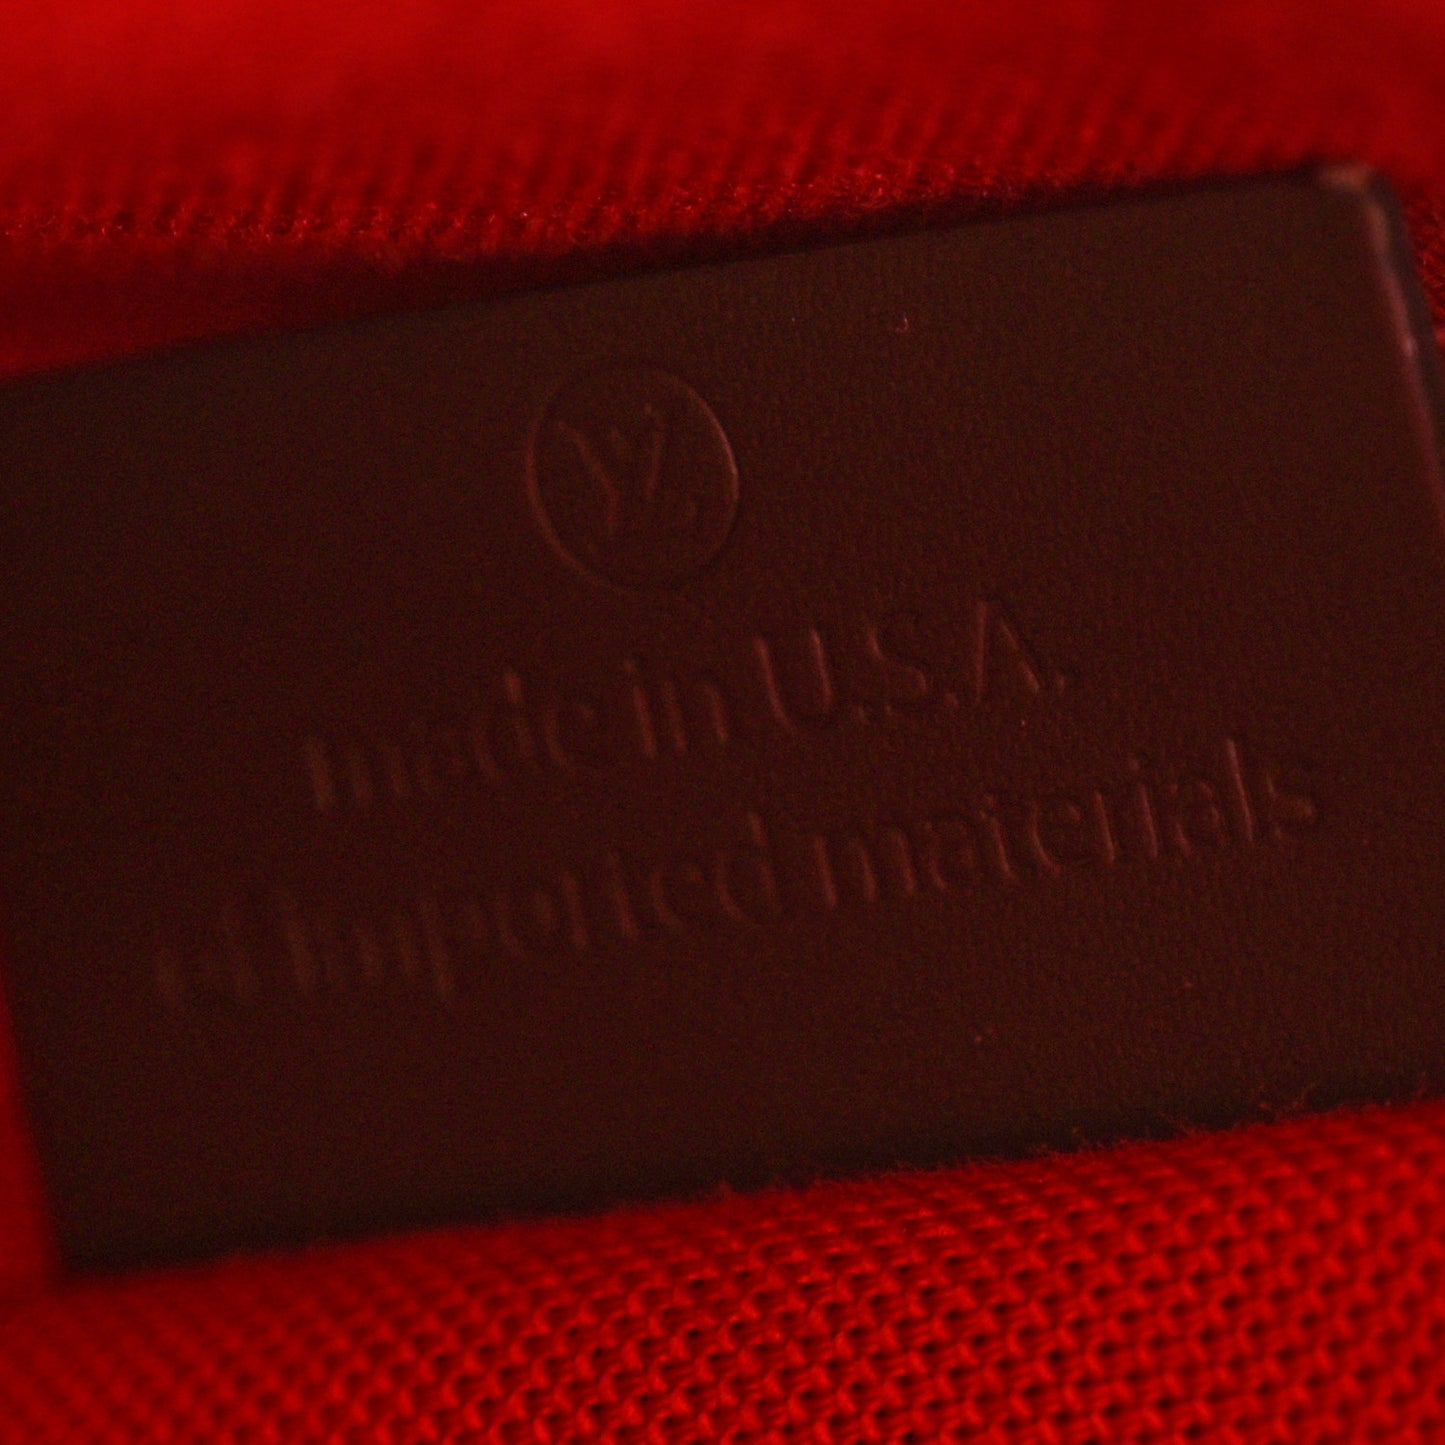 made in U.S.A.
of imported materials